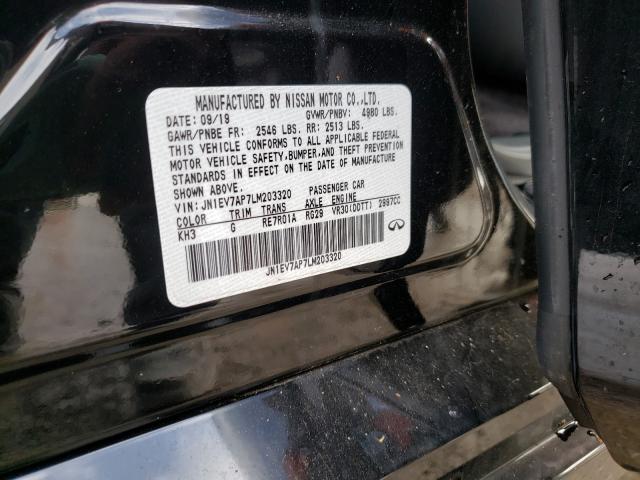 MANUFACTURED BY NISSAN MOTOR CO.,LTD.
DATE: 09/19 GVWR/PNBV: 4980 LBS.
GAWR/PNBE FR: 2546 LBS. RR: 2513 LBS.
THIS VEHICLE CONFORMS TO ALL APPLICABLE FEDERAL
MOTOR VEHICLE SAFETY,BUMPER,AND THEFT PREVENTION
STANDARDS IN EFFECT ON THE DATE OF MANUFACTURE
SHOWN ABOVE.
VIN: JN1EV7AP7LM203320 PASSENGER CAR
COLOR TRIM TRANS AXLE ENGINE
KH3 G RE7R01A RG29 VR30(DDTT) 2997CC
JN1EV7AP7LM203320